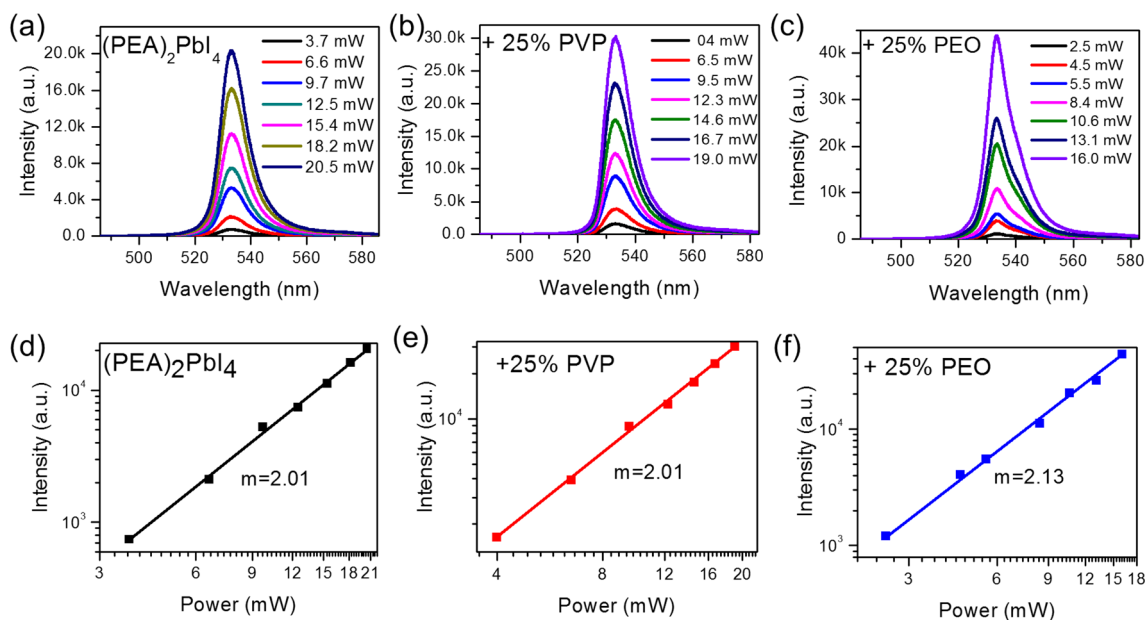 (a)
(PEA)2PbI4
3.7 mW
6.6 mW
9.7 mW
12.5 mW
15.4 mW
18.2 mW
20.5 mW
20.0k
16.0k
12.0k
8.0k
4.0k
0.0
Intensity (a.u.)
500 520 540 560 580
Wavelength (nm)
(b)
+ 25% PVP
04 mW
6.5 mW
9.5 mW
12.3 mW
14.6 mW
16.7 mW
19.0 mW
30.0k
25.0k
20.0k
15.0k
10.0k
5.0k
0.0
Intensity (a.u.)
500 520 540 560 580
Wavelength (nm)
(c)
+ 25% PEO
2.5 mW
4.5 mW
5.5 mW
8.4 mW
10.6 mW
13.1 mW
16.0 mW
40k
30k
20k
10k
0
Intensity (a.u.)
500 520 540 560 580
Wavelength (nm)
(d)
(PEA)2PbI4
10^4
10^3
Intensity (a.u.)
m=2.01
3 6 9 12 15 18 21
Power (mW)
(e)
+25% PVP
10^4
Intensity (a.u.)
m=2.01
4 8 12 16 20
Power (mW)
(f)
+ 25% PEO
10^4
10^3
Intensity (a.u.)
m=2.13
3 6 9 12 15 18
Power (mW)